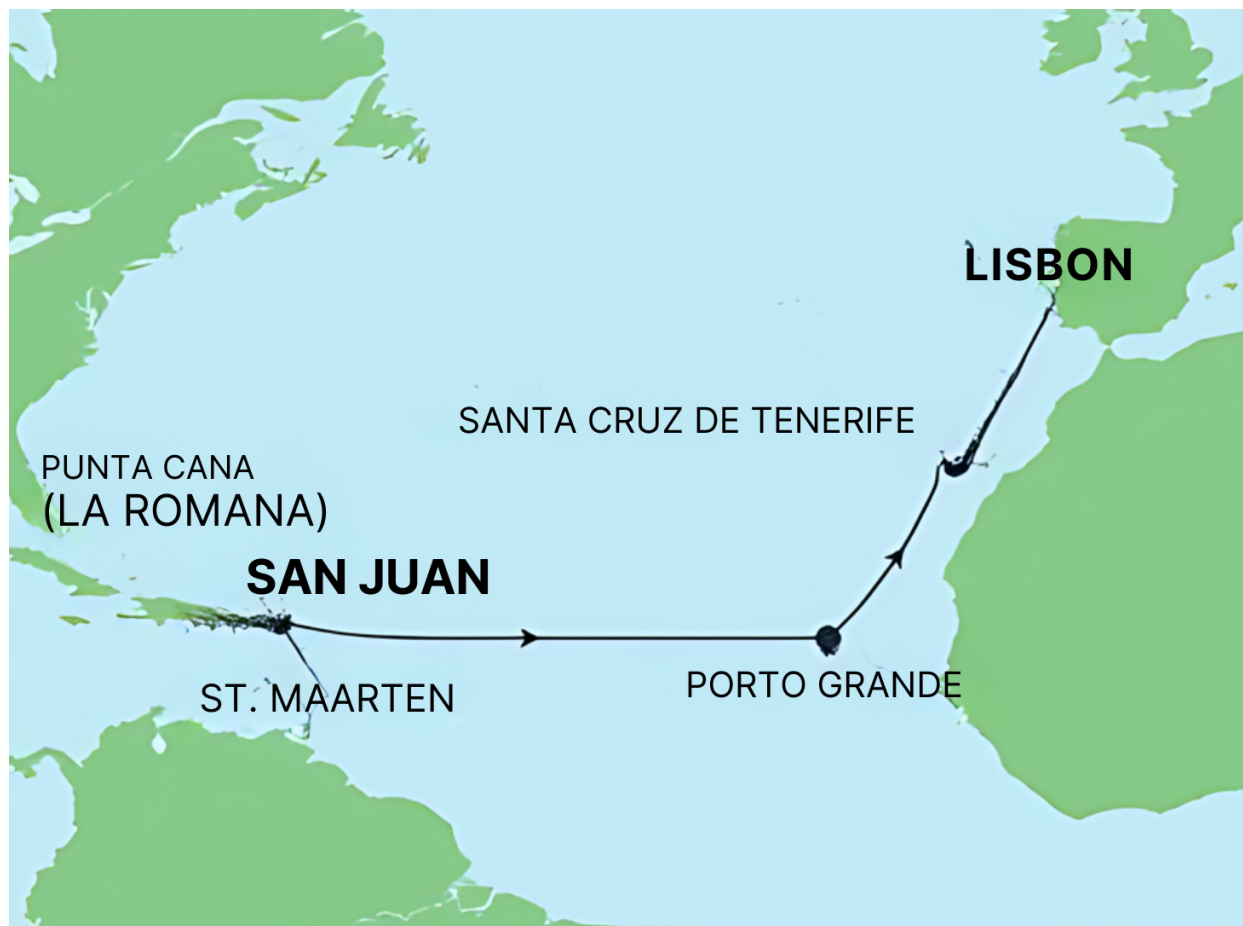 LISBON
SANTA CRUZ DE TENERIFE
PUNTA CANA
(LA ROMANA)
SAN JUAN
PORTO GRANDE
ST. MAARTEN